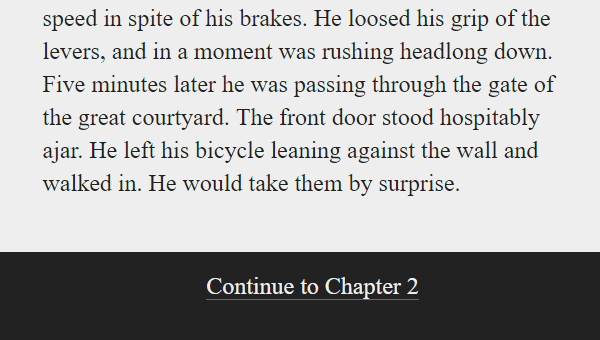 speed in spite of his brakes. He loosed his grip of the
levers, and in a moment was rushing headlong down.
Five minutes later he was passing through the gate of
the great courtyard. The front door stood hospitably
ajar. He left his bicycle leaning against the wall and
walked in. He would take them by surprise.
Continue to Chapter 2